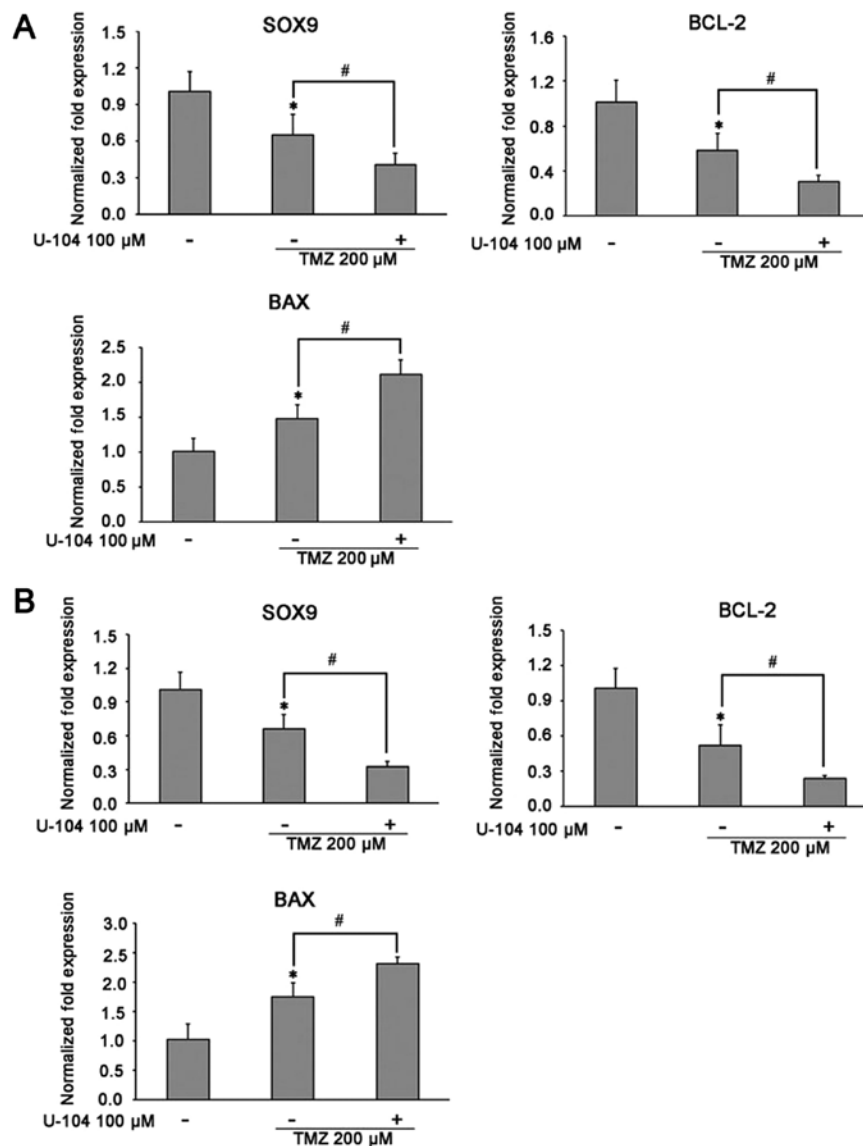 A
SOX9
Normalized fold expression
1.5
1.2
0.9
0.6
0.3
0.0
*
#
U-104 100 µM - - +
TMZ 200 µM
BCL-2
Normalized fold expression
1.6
1.2
0.8
0.4
0.0
*
#
- - +
TMZ 200 µM
BAX
Normalized fold expression
2.5
2.0
1.5
1.0
0.5
0.0
*
#
U-104 100 µM - - +
TMZ 200 µM
B
SOX9
Normalized fold expression
1.5
1.2
0.9
0.6
0.3
0.0
*
#
U-104 100 µM - - +
TMZ 200 µM
BCL-2
Normalized fold expression
1.5
1.2
0.9
0.6
0.3
0.0
*
#
- - +
TMZ 200 µM
BAX
Normalized fold expression
3.0
2.5
2.0
1.5
1.0
0.5
0.0
*
#
U-104 100 µM - - +
TMZ 200 µM